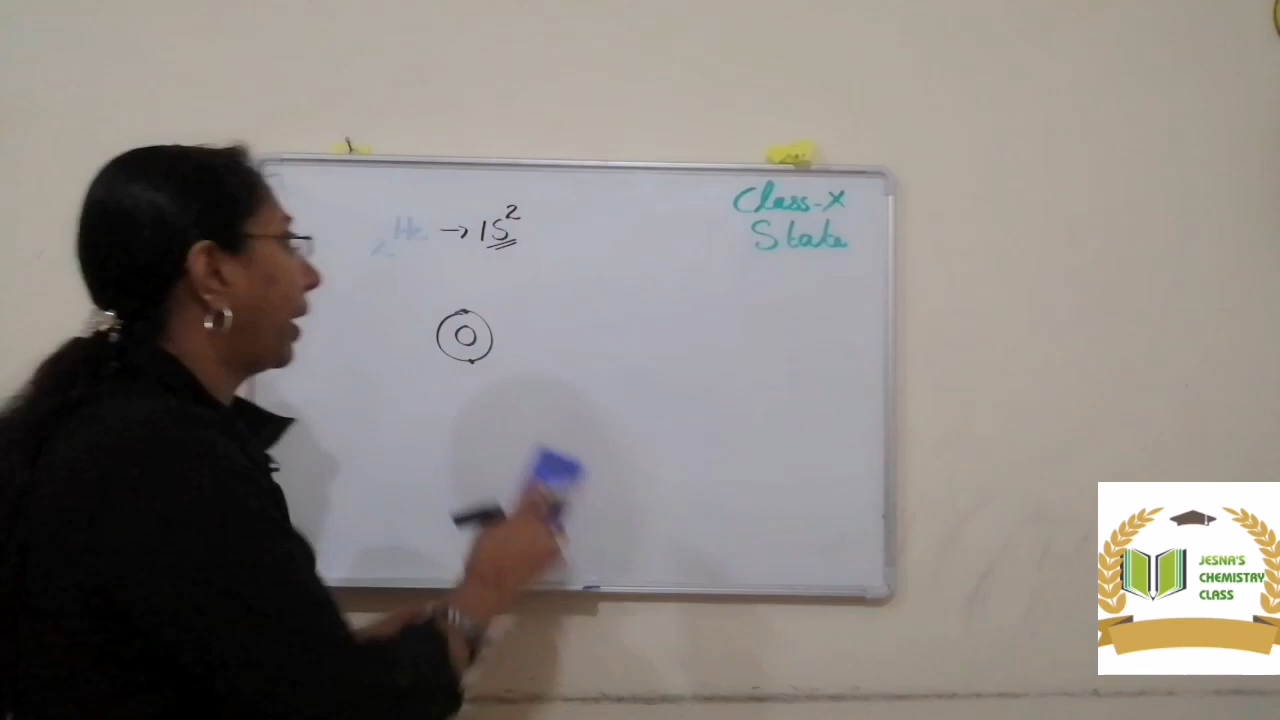 ₂He → 1S²
Class-X
State
JESNA'S
CHEMISTRY
CLASS